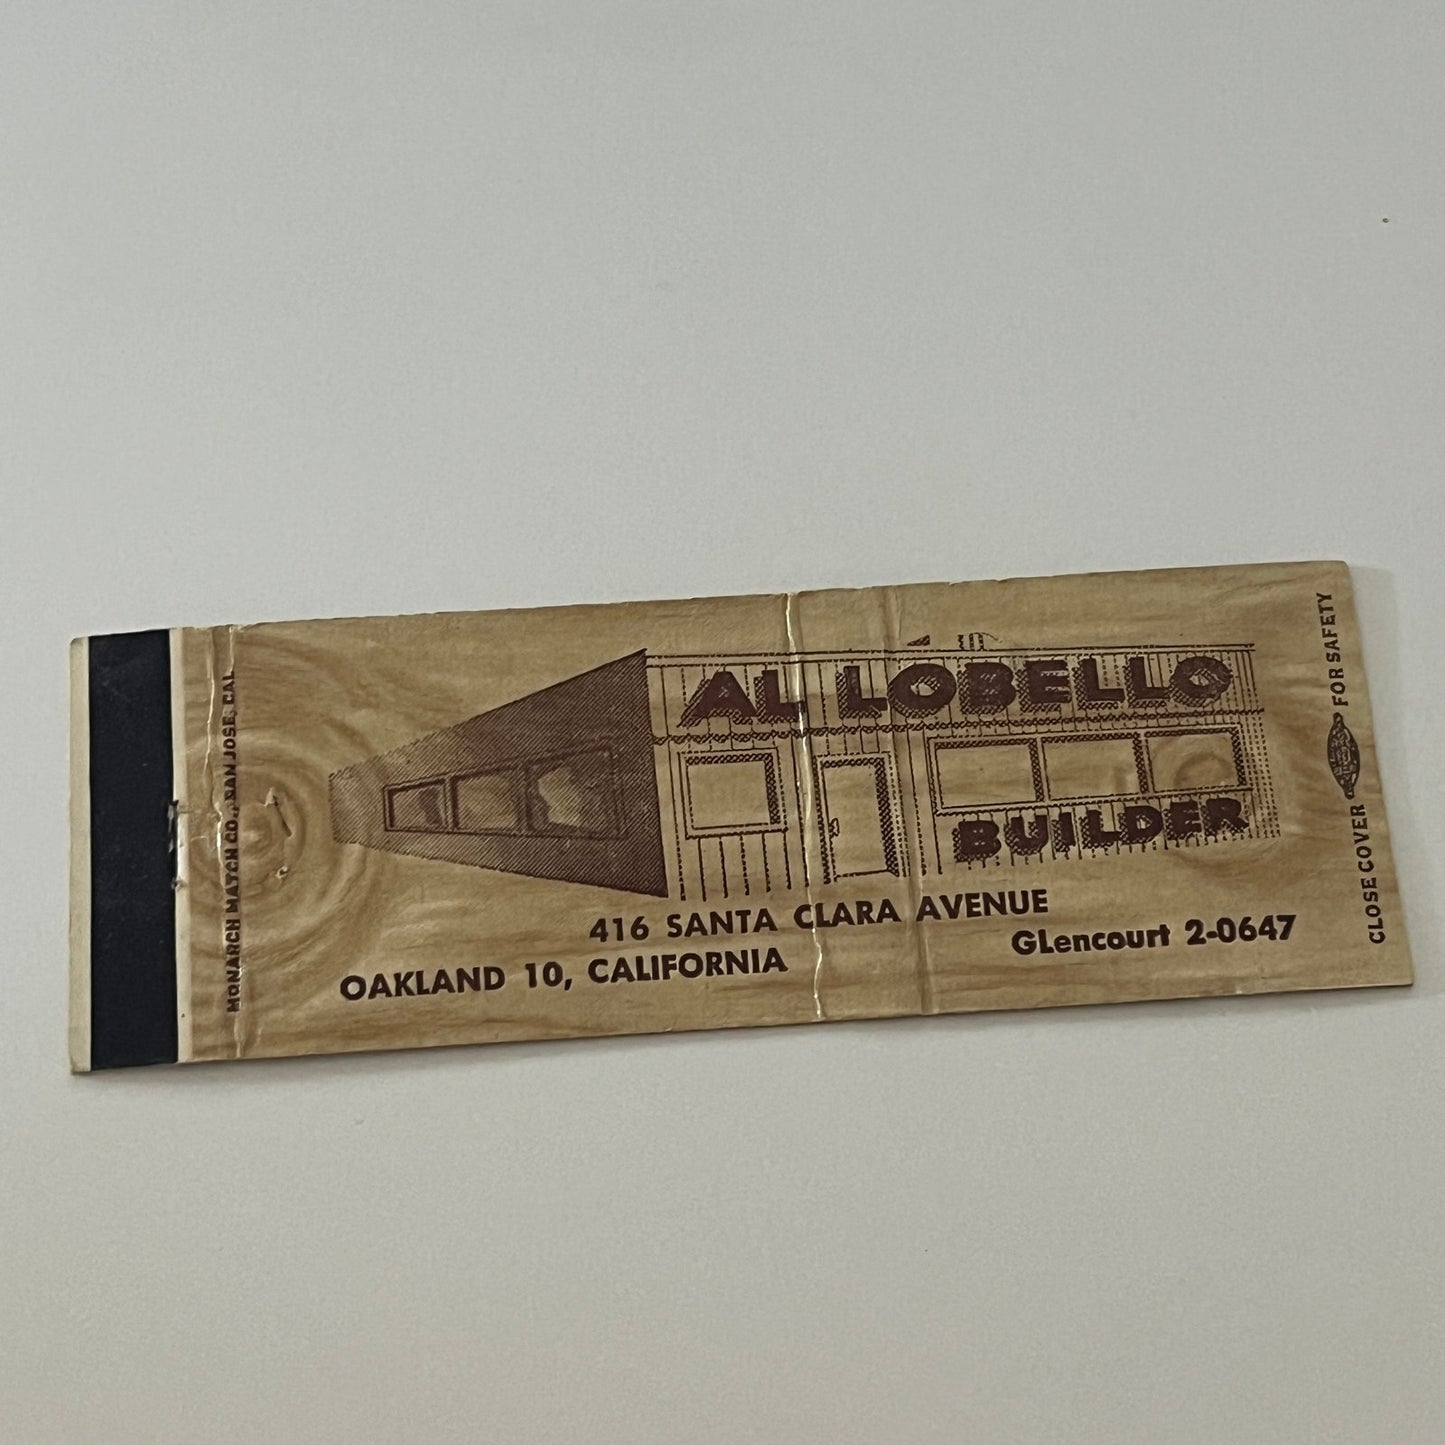 AL LOBELLO
BUILDER
416 SANTA CLARA AVENUE
OAKLAND 10, CALIFORNIA
GLencourt 2-0647
MONARCH MATCH CO., SAN JOSE, CAL.
CLOSE COVER FOR SAFETY